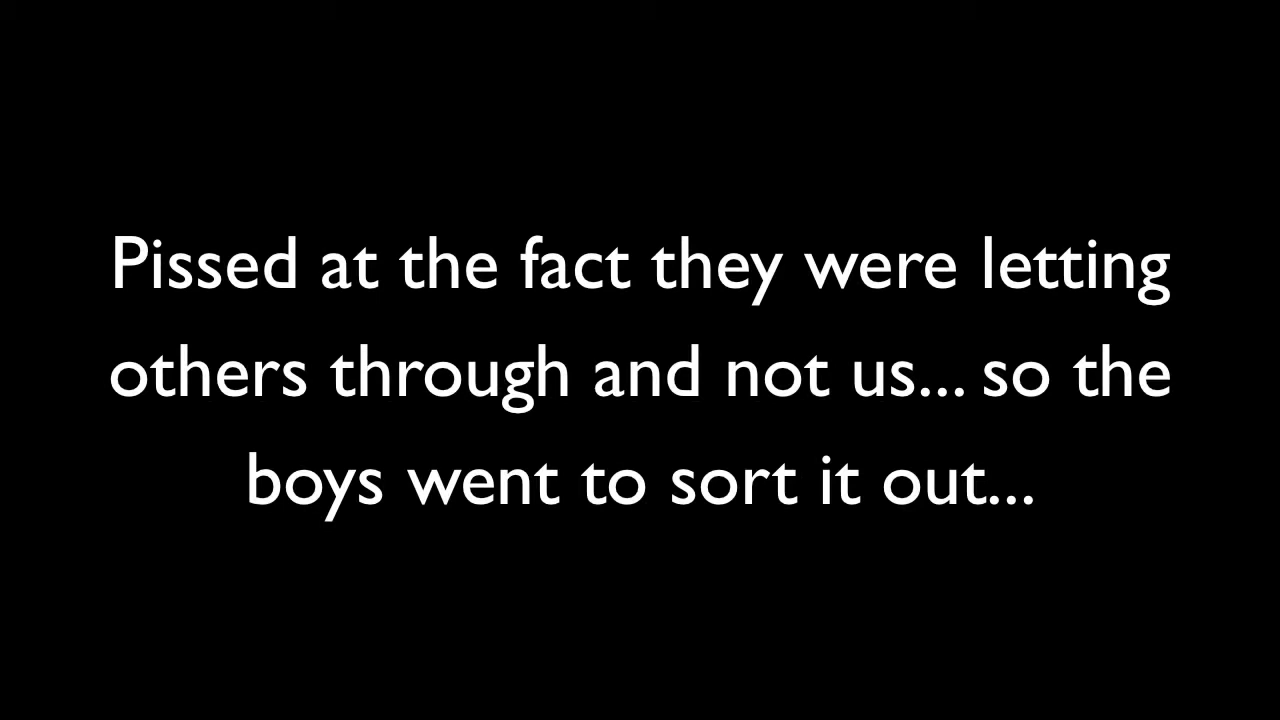 Pissed at the fact they were letting
others through and not us... so the
boys went to sort it out...